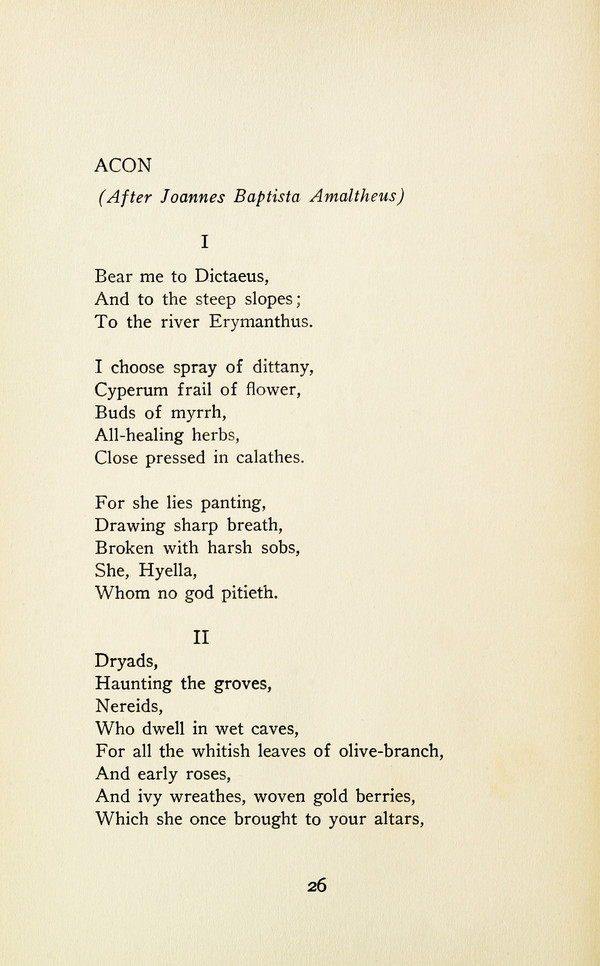 ACON
(After Joannes Baptista Amaltheus)
I
Bear me to Dictaeus,
And to the steep slopes;
To the river Erymanthus.
I choose spray of dittany,
Cyperum frail of flower,
Buds of myrrh,
All-healing herbs,
Close pressed in calathes.
For she lies panting,
Drawing sharp breath,
Broken with harsh sobs,
She, Hyella,
Whom no god pitieth.
II
Dryads,
Haunting the groves,
Nereids,
Who dwell in wet caves,
For all the whitish leaves of olive-branch,
And early roses,
And ivy wreathes, woven gold berries,
Which she once brought to your altars,
26